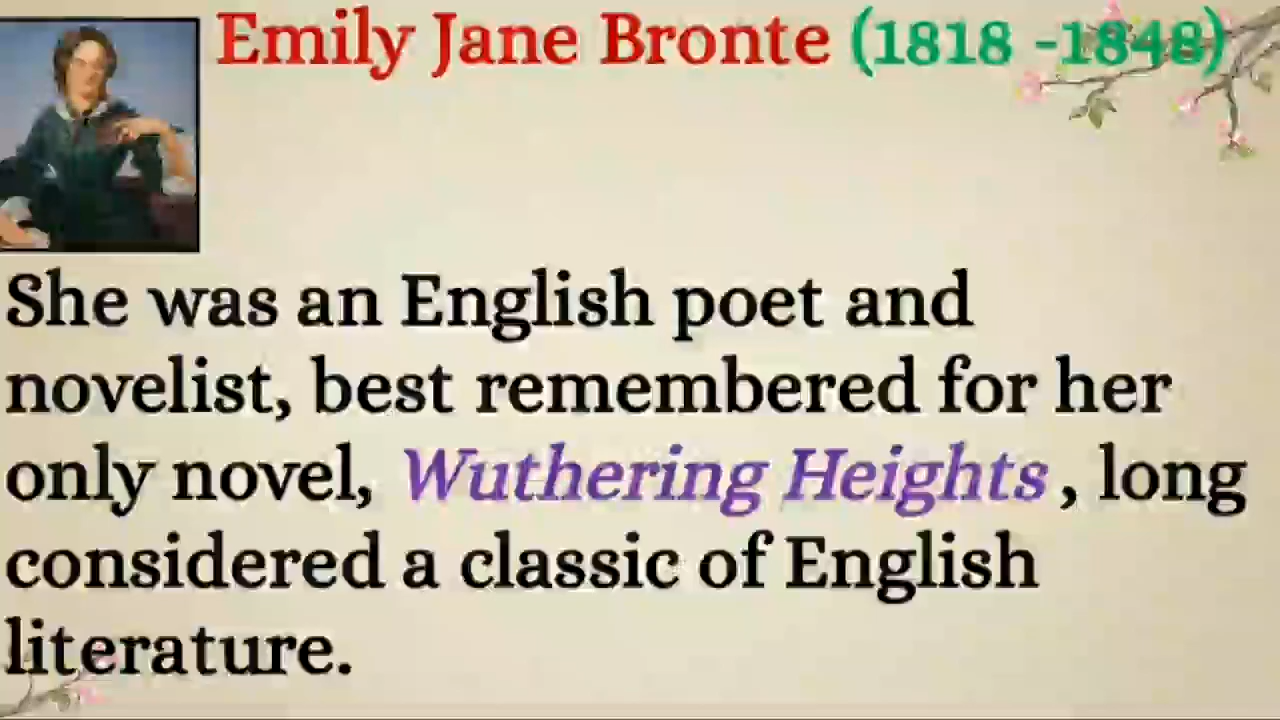 Emily Jane Bronte (1818 -1848)
She was an English poet and
novelist, best remembered for her
only novel, Wuthering Heights , long
considered a classic of English
literature.